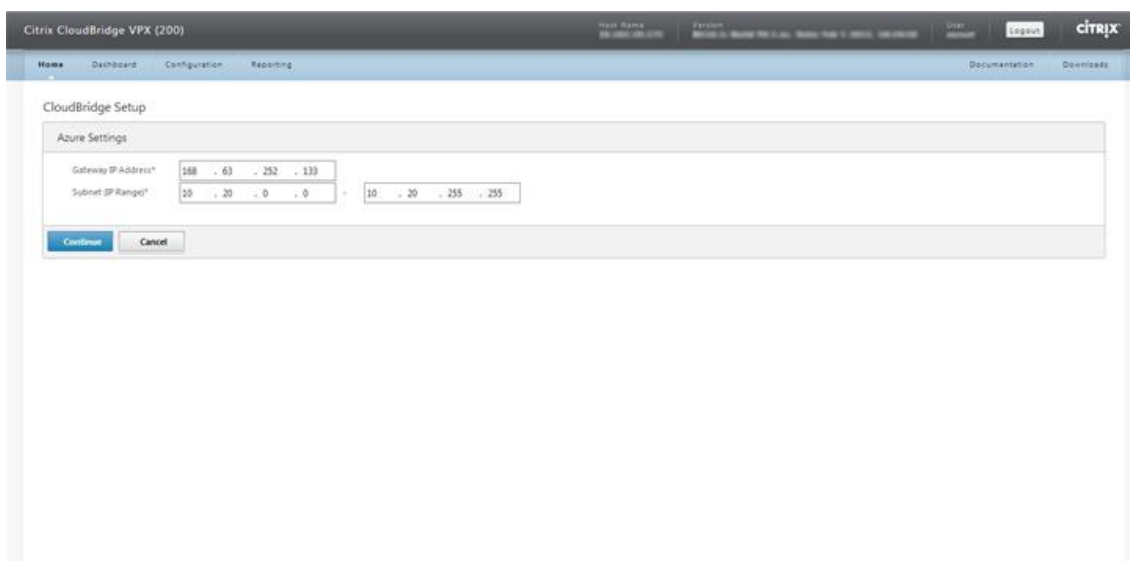 Citrix CloudBridge VPX (200)
Host Name
Version
User
Logout
CİTRIX
Home Dashboard Configuration Reporting Documentation Downloads
CloudBridge Setup
Azure Settings
Gateway IP Address* 168 . 63 . 252 . 133
Subnet (IP Range)* 10 . 20 . 0 . 0 - 10 . 20 . 255 . 255
Continue Cancel